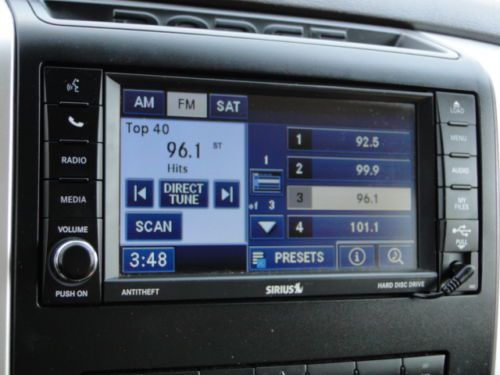 DODGE
AM FM SAT
Top 40
96.1 ST
Hits
DIRECT TUNE
SCAN
3:48
1
of 3
1 92.5
2 99.9
3 96.1
4 101.1
PRESETS
RADIO
MEDIA
VOLUME
PUSH ON
LOAD
MENU
AUDIO
MY FILES
PULL
ANTITHEFT
SIRIUS
HARD DISC DRIVE